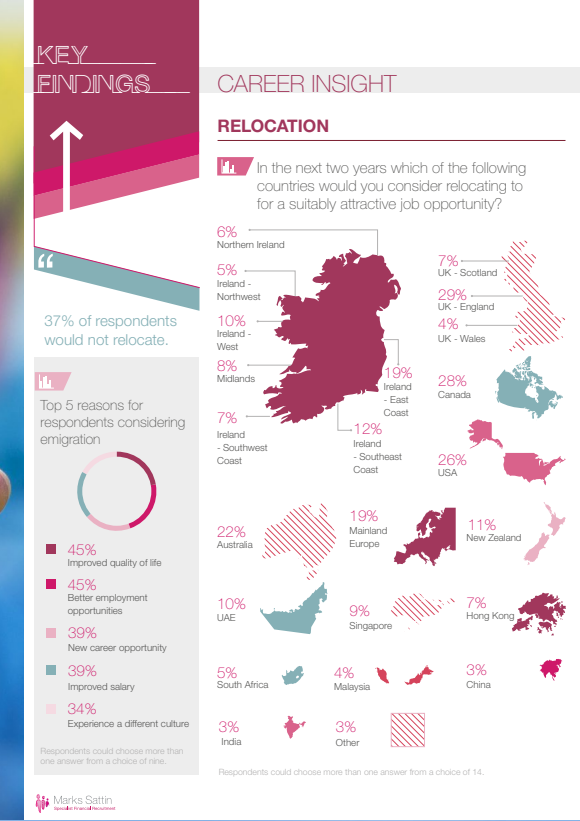 KEY
FINDINGS
CAREER INSIGHT
RELOCATION
In the next two years which of the following
countries would you consider relocating to
for a suitably attractive job opportunity?
6%
Northern Ireland
5%
Ireland -
Northwest
10%
Ireland -
West
8%
Midlands
7%
Ireland
- Southwest
Coast
19%
Ireland
- East
Coast
12%
Ireland
- Southeast
Coast
7%
UK - Scotland
29%
UK - England
4%
UK - Wales
28%
Canada
26%
USA
22%
Australia
19%
Mainland
Europe
11%
New Zealand
10%
UAE
9%
Singapore
7%
Hong Kong
5%
South Africa
4%
Malaysia
3%
China
3%
India
3%
Other
Respondents could choose more than one answer from a choice of 14.
“
37% of respondents
would not relocate.
Top 5 reasons for
respondents considering
emigration
45%
Improved quality of life
45%
Better employment
opportunities
39%
New career opportunity
39%
Improved salary
34%
Experience a different culture
Respondents could choose more than
one answer from a choice of nine.
Marks Sattin
Specialist Financial Recruitment